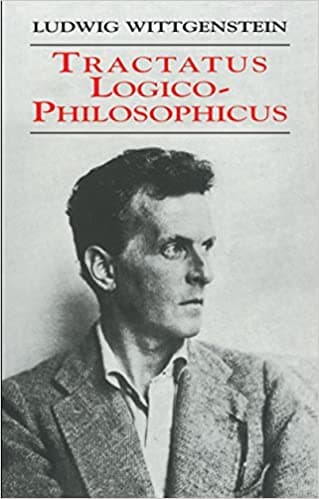 LUDWIG WITTGENSTEIN
TRACTATUS
LOGICO-
PHILOSOPHICUS